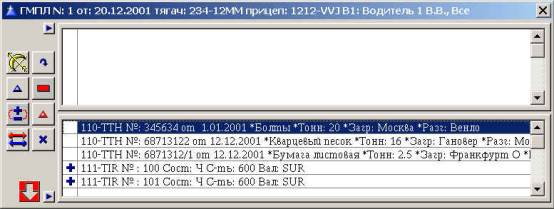 ГМПЛ N: 1 от: 20.12.2001 тягач: 234-12ММ прицеп: 1212-VVJ В1: Водитель 1 В.В., Все
110-ТТН №: 345634 от 1.01.2001 *Болты *Тонн: 20 *Загр: Москва *Разг: Венло
110-ТТН №: 68713122 от 12.12.2001 *Кварцевый песок *Тонн: 16 *Загр: Гановер *Разг: Мо
110-ТТН №: 6871312/1 от 12.12.2001 *Бумага листовая *Тонн: 2.5 *Загр: Франкфурт О *
111-TIR № : 100 Сост: Ч С-ть: 600 Вал: SUR
111-TIR № : 101 Сост: Ч С-ть: 600 Вал: SUR